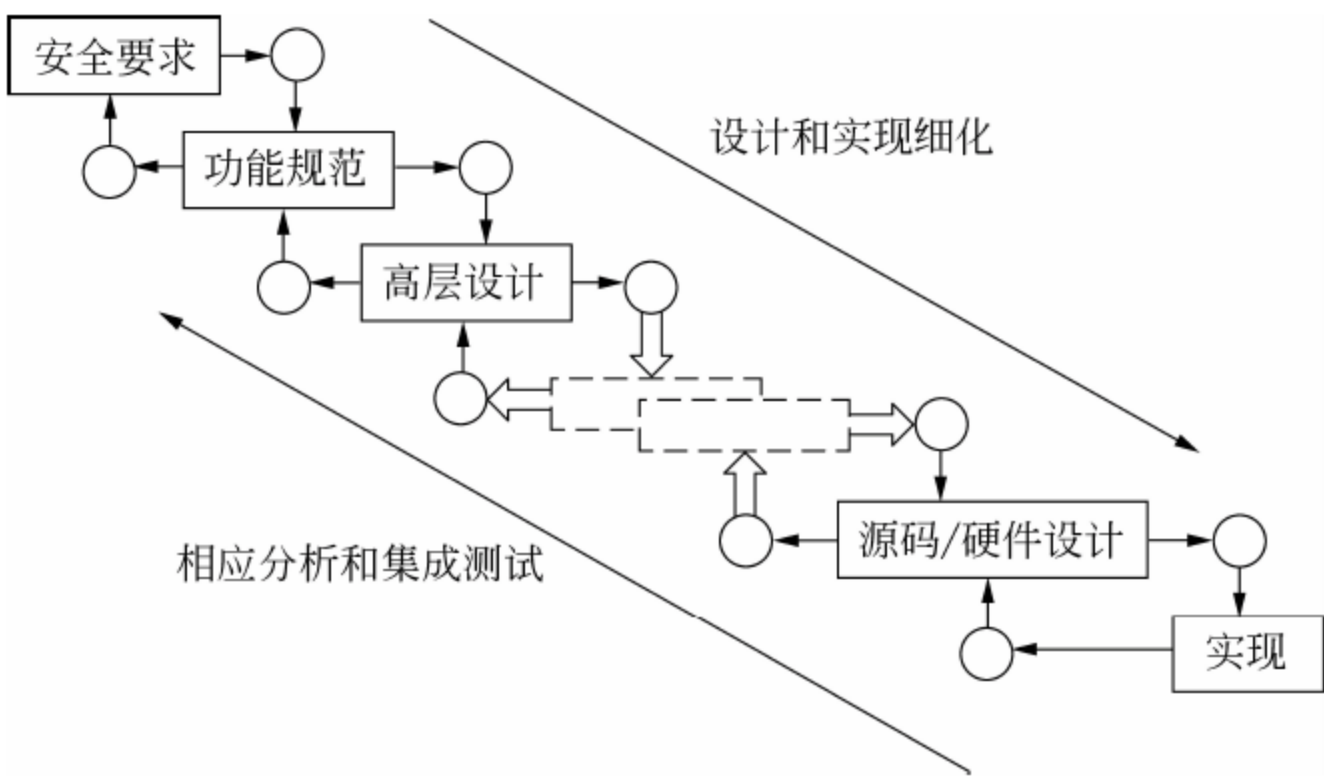 安全要求
设计和实现细化
功能规范
高层设计
源码/硬件设计
相应分析和集成测试
实现